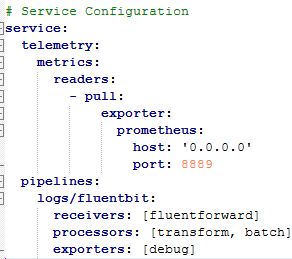 # Service Configuration
service:
  telemetry:
    metrics:
      readers:
        - pull:
            exporter:
              prometheus:
                host: '0.0.0.0'
                port: 8889
  pipelines:
    logs/fluentbit:
      receivers: [fluentforward]
      processors: [transform, batch]
      exporters: [debug]